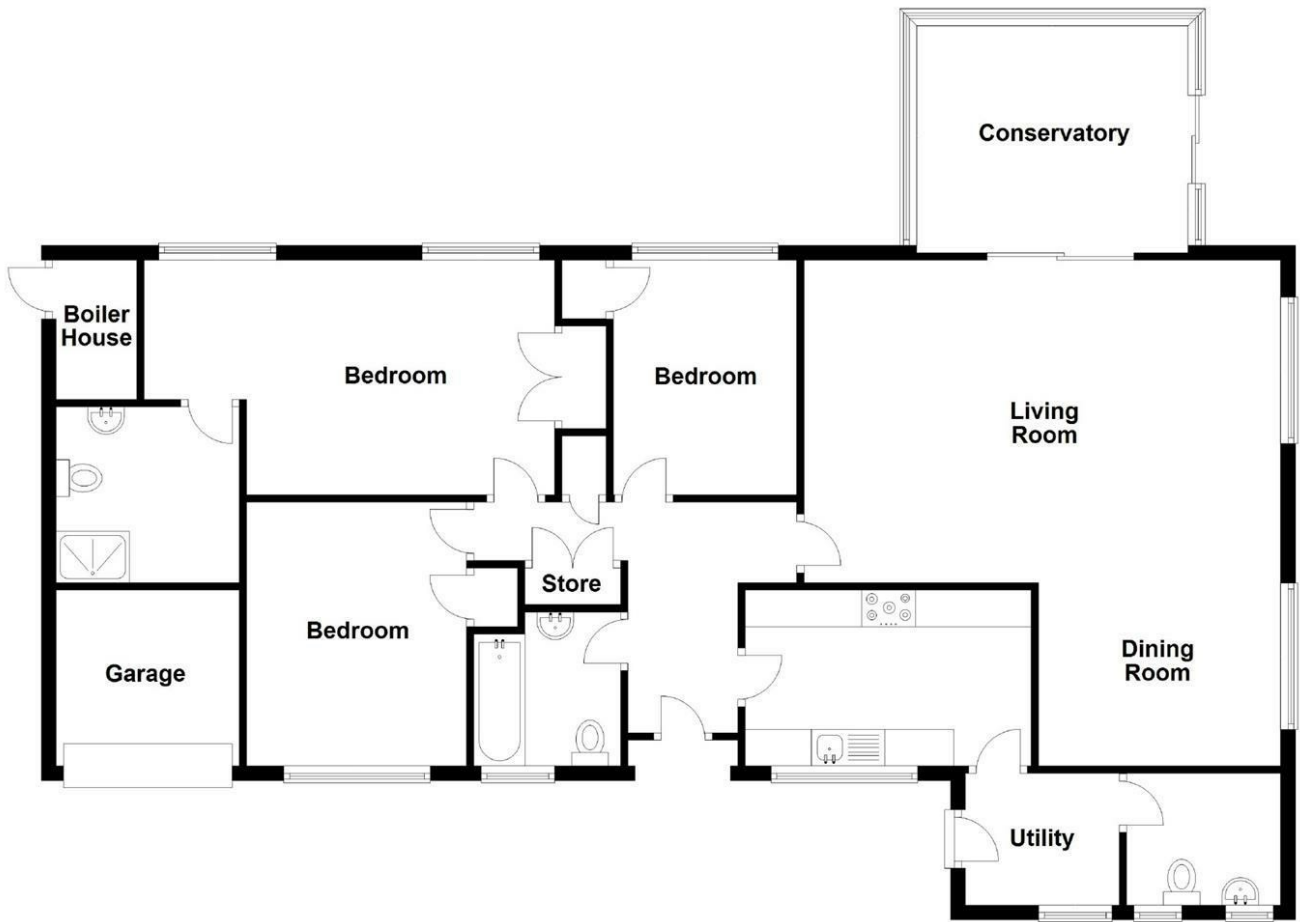 Conservatory
Boiler
House
Bedroom
Bedroom
Living
Room
Store
Bedroom
Garage
Dining
Room
Utility